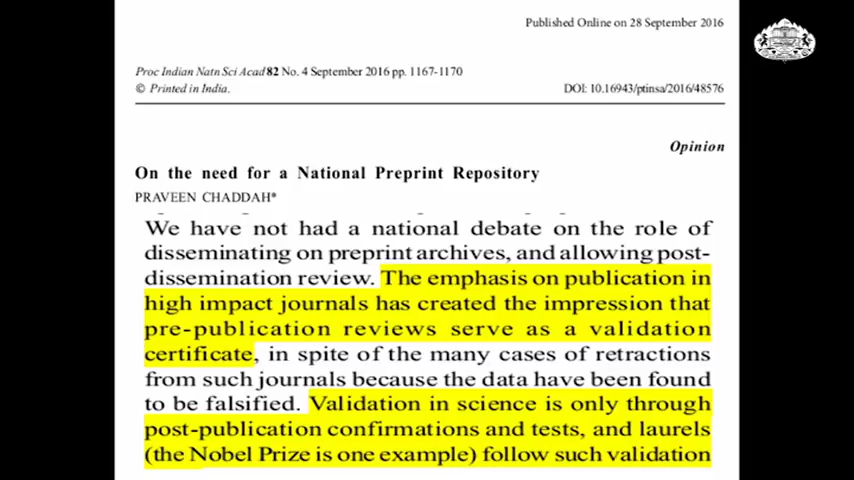 Published Online on 28 September 2016
Proc Indian Natn Sci Acad 82 No. 4 September 2016 pp. 1167-1170
© Printed in India.
DOI: 10.16943/ptinsa/2016/48576
Opinion
On the need for a National Preprint Repository
PRAVEEN CHADDAH*
We have not had a national debate on the role of
disseminating on preprint archives, and allowing post-
dissemination review. The emphasis on publication in
high impact journals has created the impression that
pre-publication reviews serve as a validation
certificate, in spite of the many cases of retractions
from such journals because the data have been found
to be falsified. Validation in science is only through
post-publication confirmations and tests, and laurels
(the Nobel Prize is one example) follow such validation